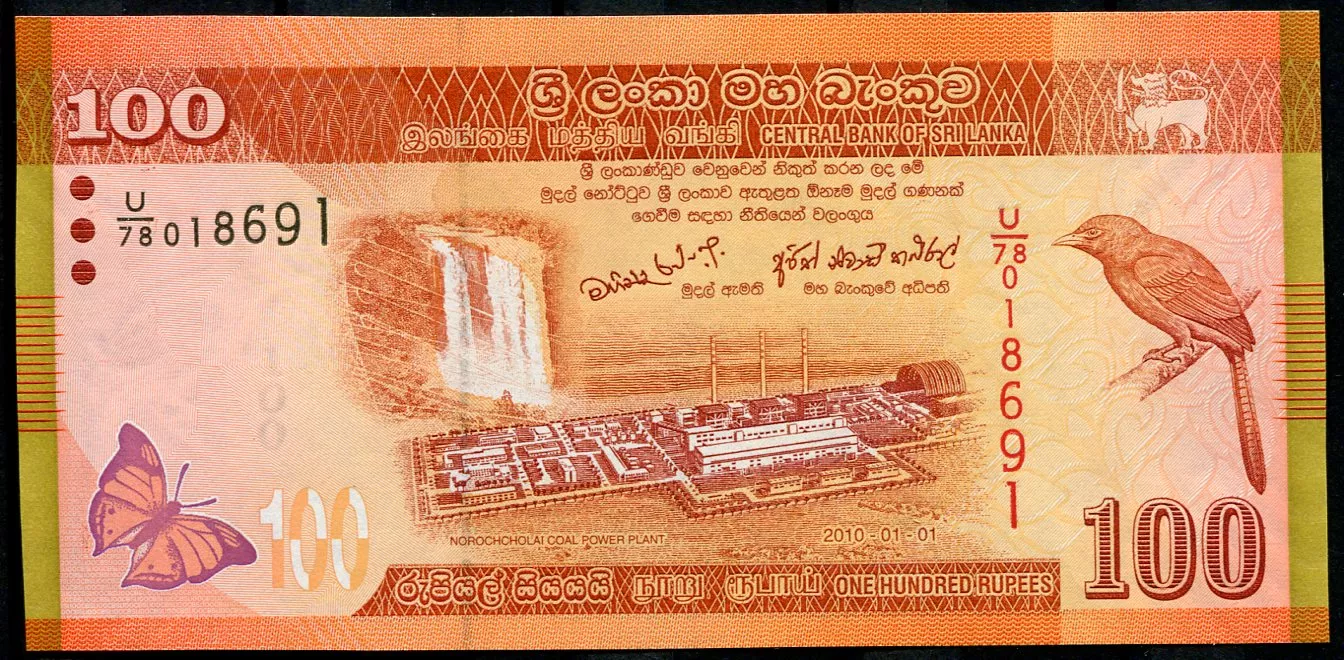 100
ශ්‍රී ලංකා මහ බැංකුව
இலங்கை மத்திய வங்கி CENTRAL BANK OF SRI LANKA
ශ්‍රී ලංකාණ්ඩුව වෙනුවෙන් නිකුත් කරන ලද මේ
මුදල් නෝට්ටුව ශ්‍රී ලංකාව ඇතුළත ඕනෑම මුදල් ගණනක්
ගෙවීම සඳහා නීතියෙන් වලංගුය
U/78 018691
මුදල් ඇමති
මහ බැංකුවේ අධිපති
U/78 018691
100
NOROCHCHOLAI COAL POWER PLANT
2010-01-01
100
රුපියල් සියයයි நூறு ரூபாய் ONE HUNDRED RUPEES